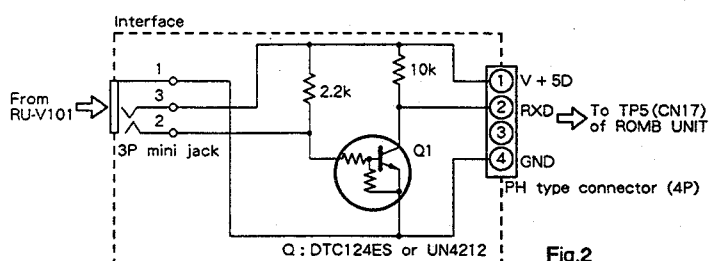 Interface
1
3
2
From
RU-V101
3P mini jack
2.2k
10k
Q1
1 V + 5D
2 RXD
3
4 GND
To TP5 (CN17)
of ROMB UNIT
PH type connector (4P)
Q : DTC124ES or UN4212
Fig.2